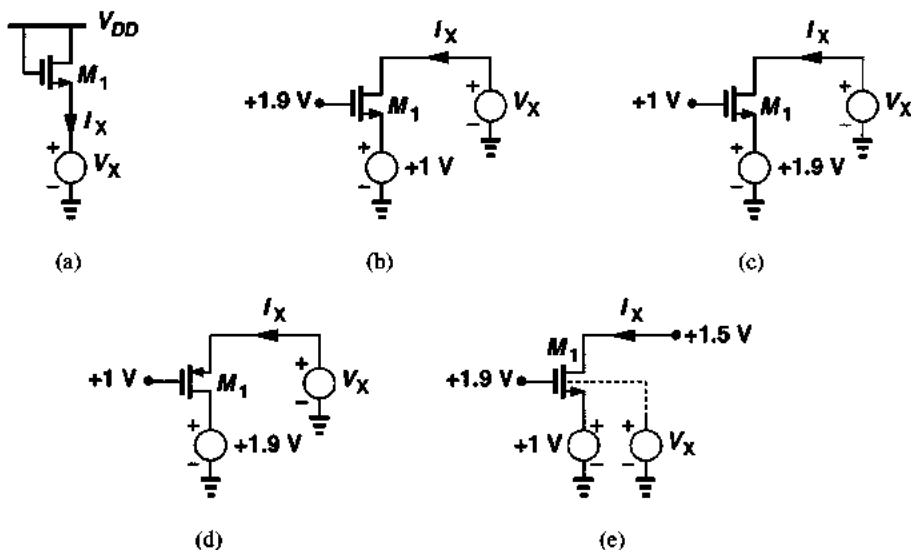 V_DD
M_1
I_X
+
V_X
−
(a)
I_X
+1.9 V
M_1
+
V_X
−
+
+1 V
−
(b)
I_X
+1 V
M_1
+
V_X
−
+
+1.9 V
−
(c)
I_X
+1 V
M_1
+
V_X
−
+
+1.9 V
−
(d)
I_X
+1.5 V
M_1
+1.9 V
+1 V
+
−
+
V_X
−
(e)